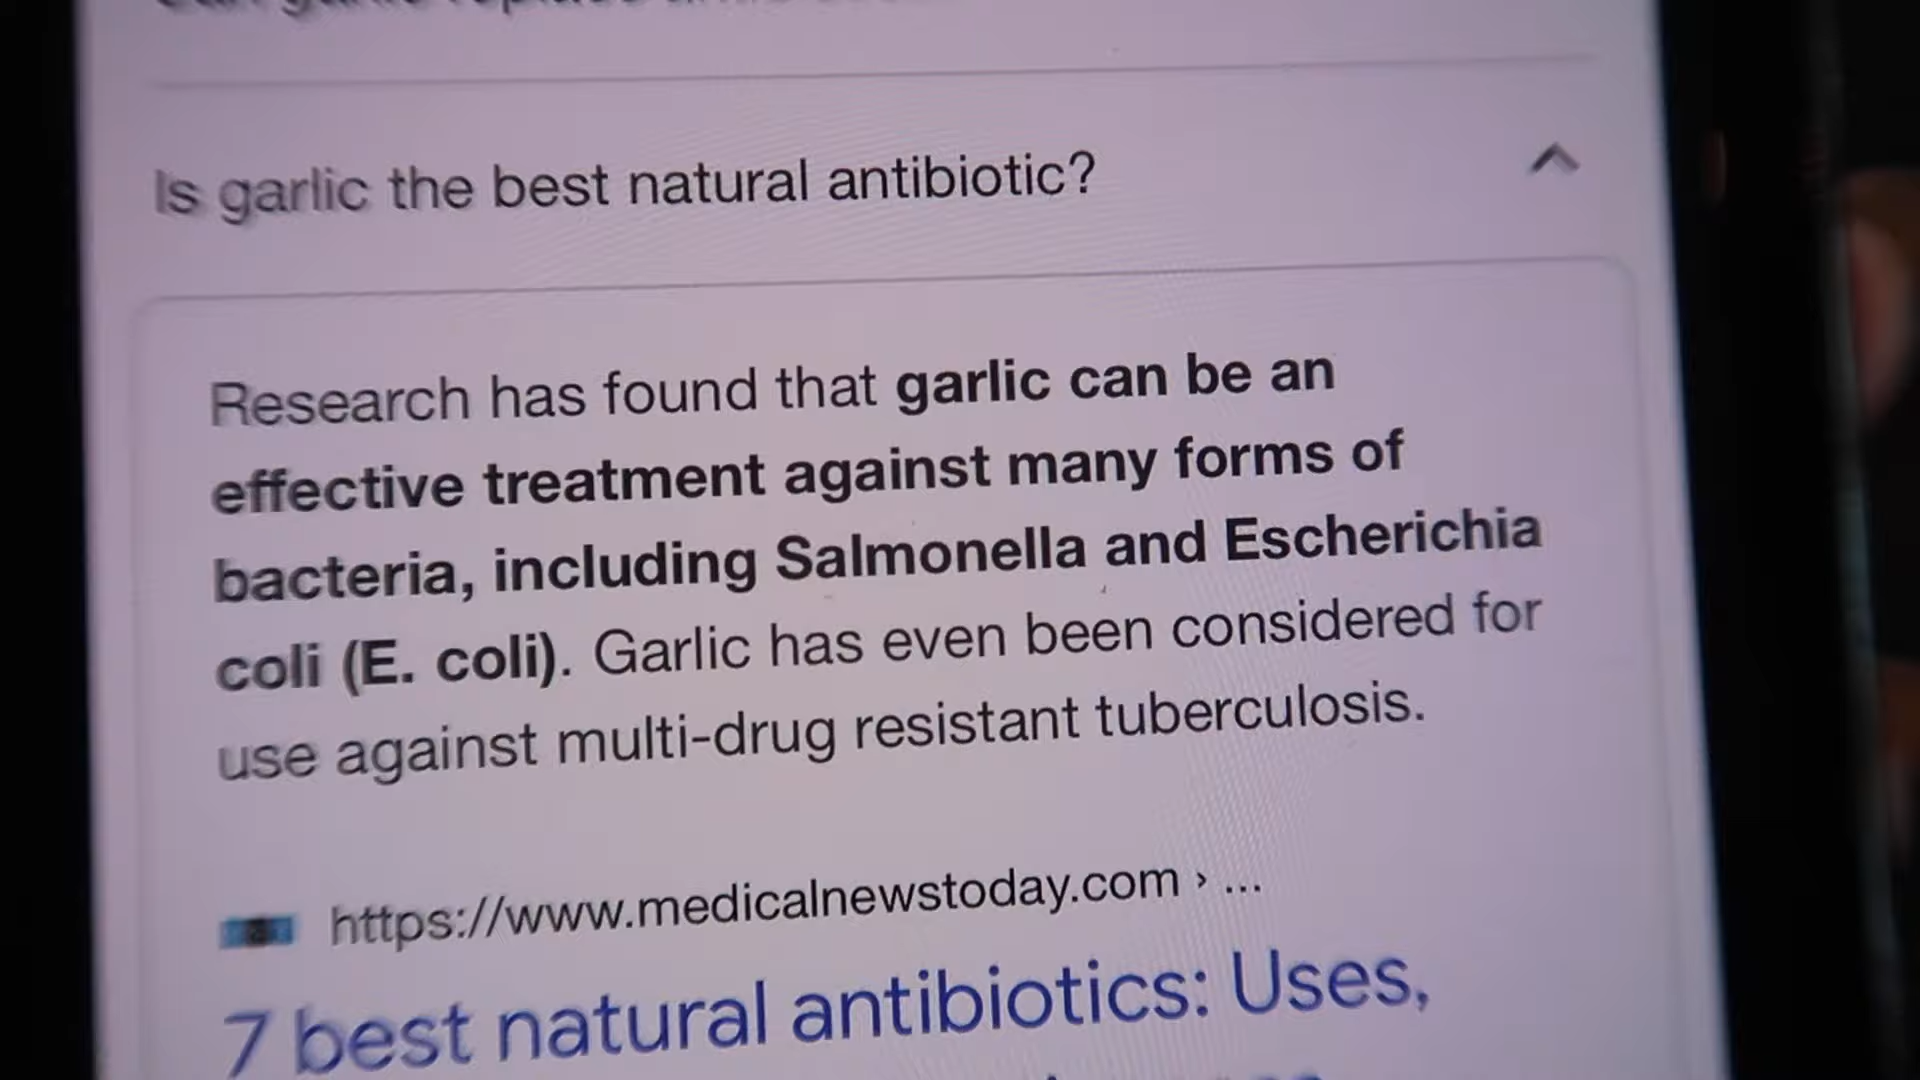 Is garlic the best natural antibiotic?
Research has found that garlic can be an
effective treatment against many forms of
bacteria, including Salmonella and Escherichia
coli (E. coli). Garlic has even been considered for
use against multi-drug resistant tuberculosis.
https://www.medicalnewstoday.com › ...
7 best natural antibiotics: Uses,